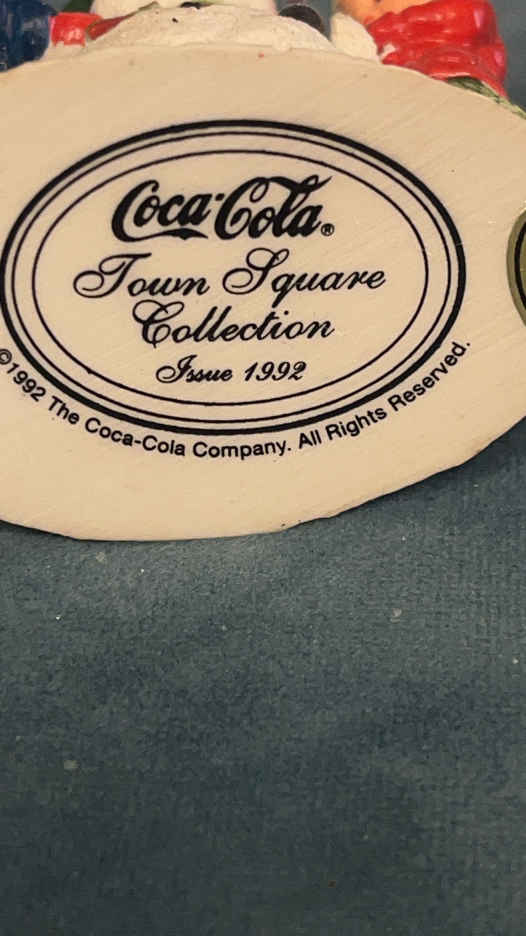 Coca-Cola®
Town Square
Collection
Issue 1992
©1992 The Coca-Cola Company. All Rights Reserved.